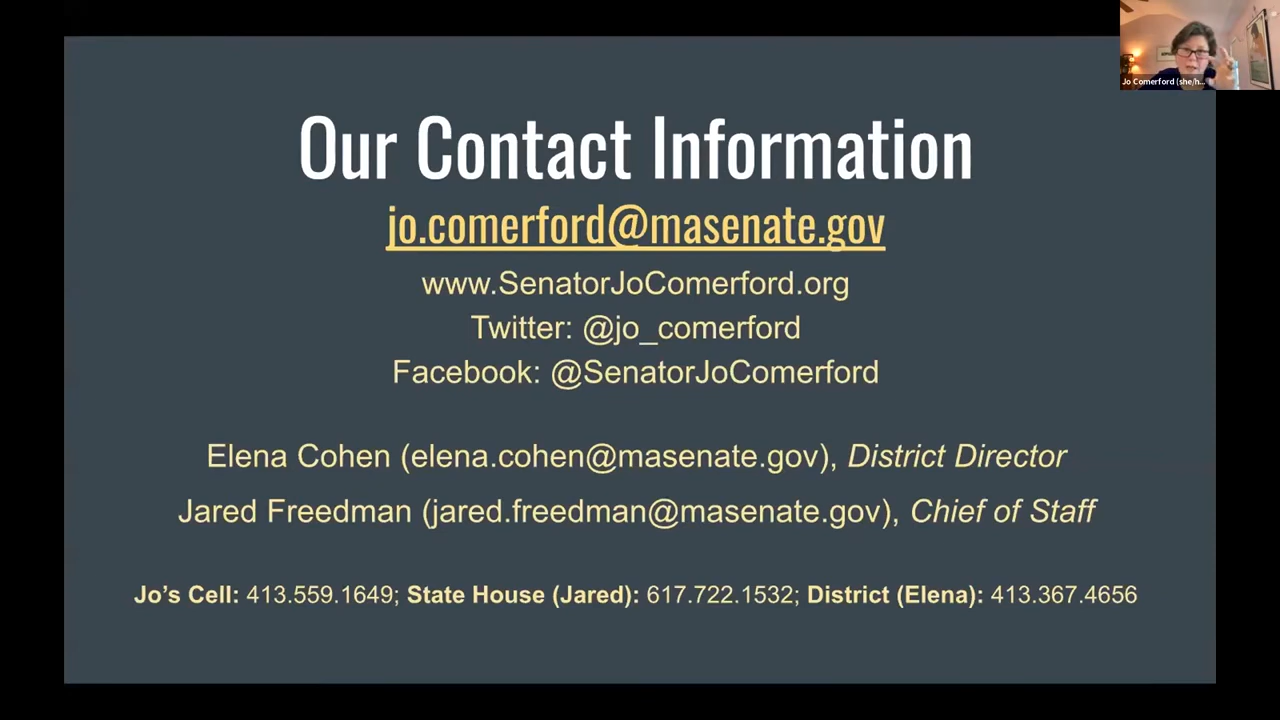 Jo Comerford (she/h...
Our Contact Information
jo.comerford@masenate.gov
www.SenatorJoComerford.org
Twitter: @jo_comerford
Facebook: @SenatorJoComerford
Elena Cohen (elena.cohen@masenate.gov), District Director
Jared Freedman (jared.freedman@masenate.gov), Chief of Staff
Jo’s Cell: 413.559.1649; State House (Jared): 617.722.1532; District (Elena): 413.367.4656